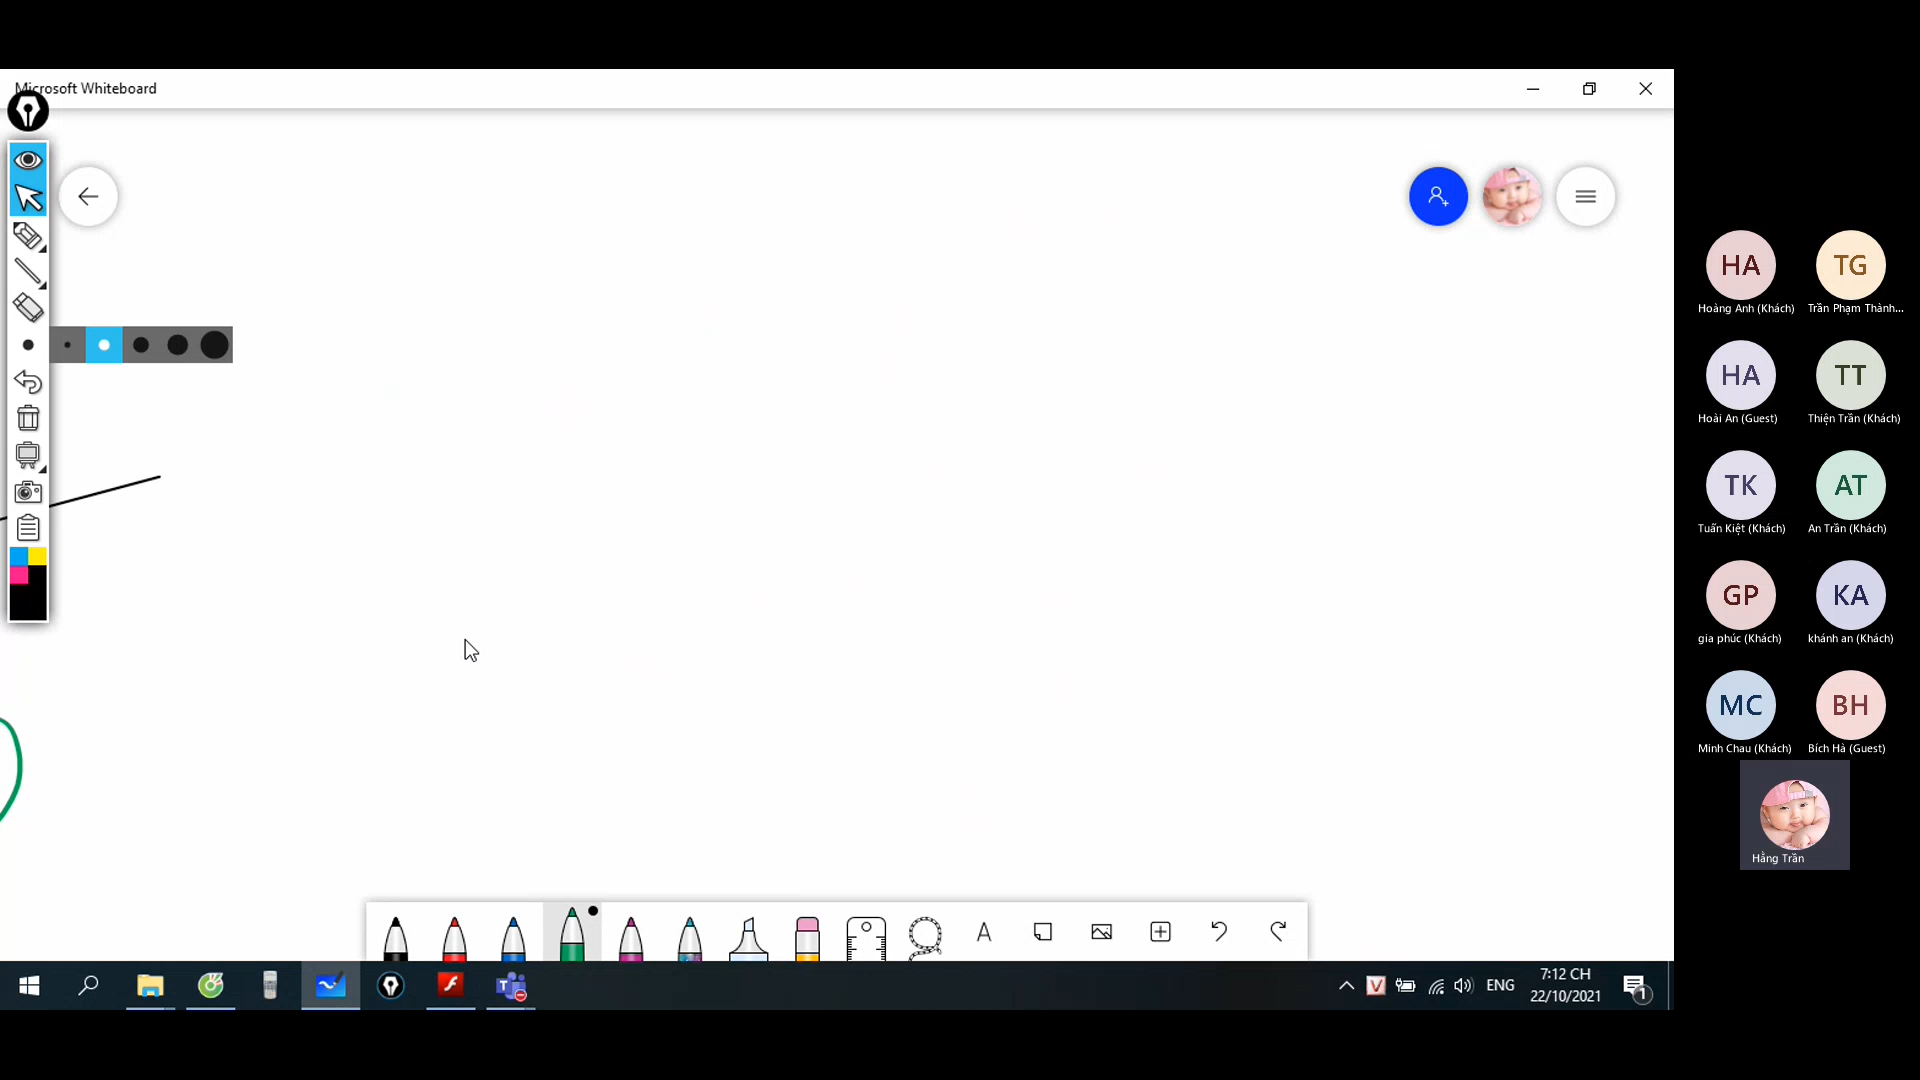 Microsoft Whiteboard
HA
TG
Hoàng Anh (Khách)
Trần Phạm Thành...
HA
TT
Hoài An (Guest)
Thiện Trần (Khách)
TK
AT
Tuấn Kiệt (Khách)
An Trần (Khách)
GP
KA
gia phúc (Khách)
khánh an (Khách)
MC
BH
Minh Chau (Khách)
Bích Hà (Guest)
Hằng Trần
A
V
ENG
7:12 CH
22/10/2021
1